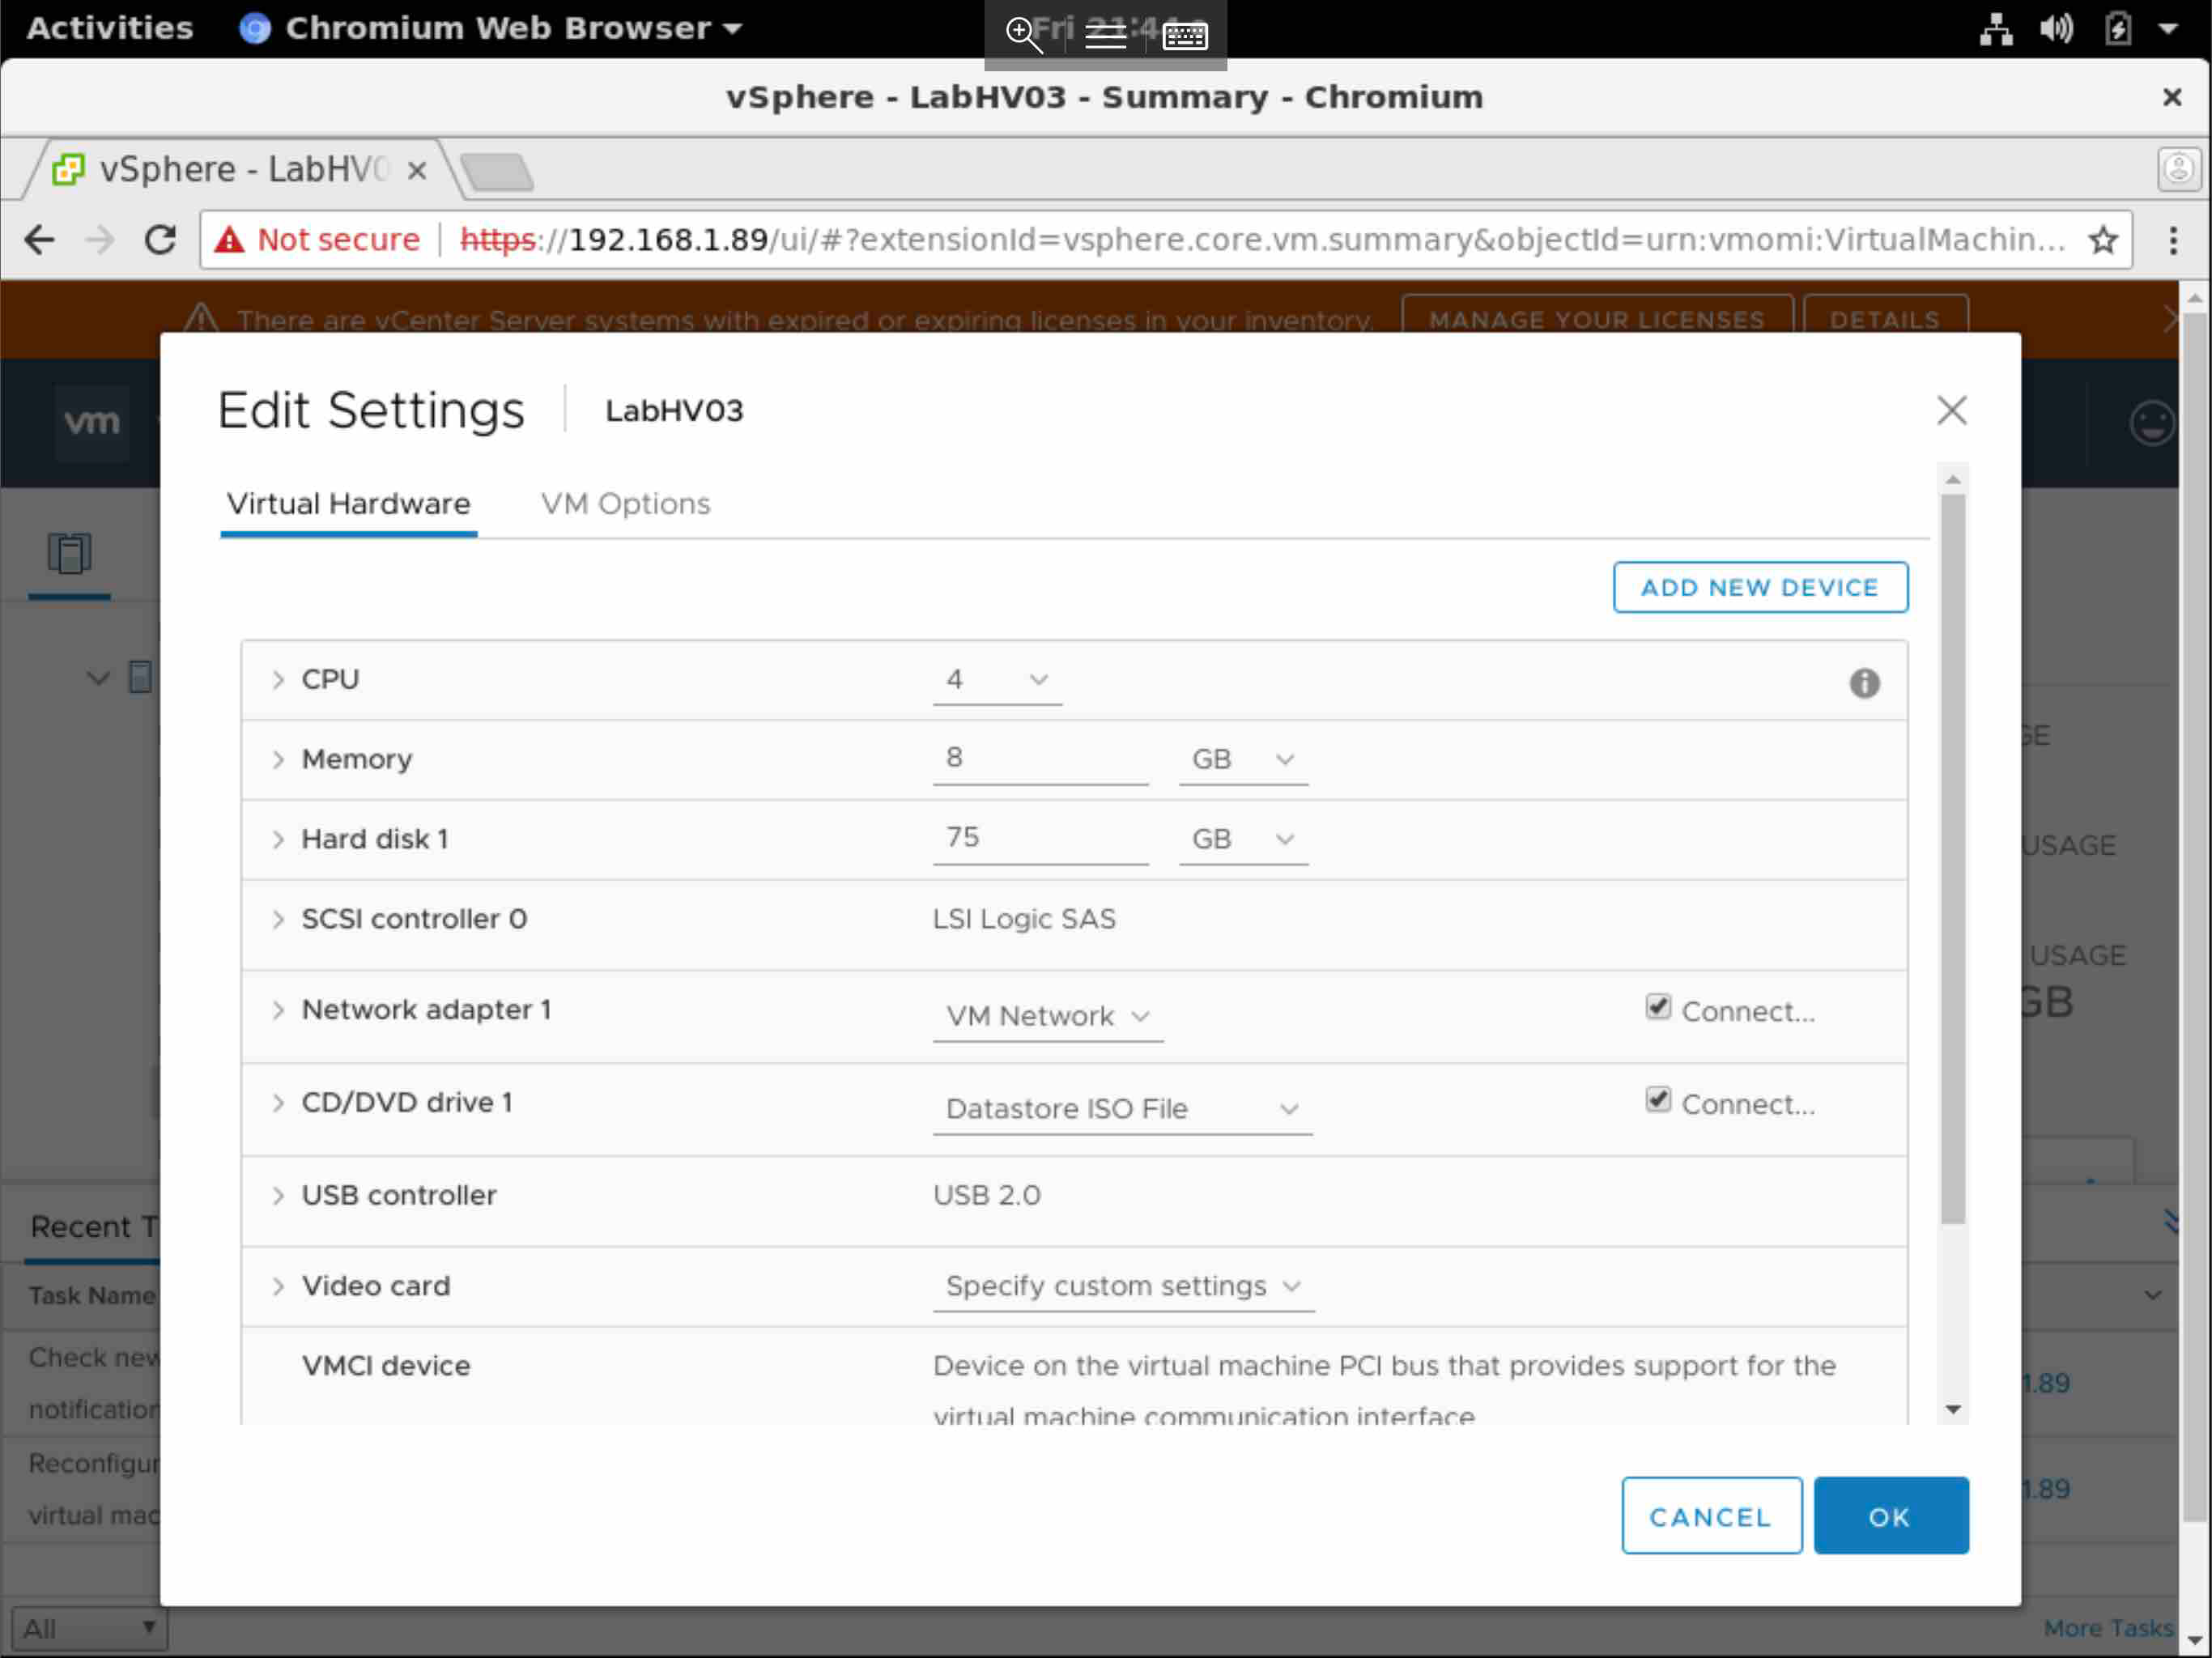 Activities Chromium Web Browser Fri 21:4
vSphere - LabHV03 - Summary - Chromium
vSphere - LabHV0
Not secure https://192.168.1.89/ui/#?extensionId=vsphere.core.vm.summary&objectId=urn:vmomi:VirtualMachin...
There are vCenter Server systems with expired or expiring licenses in your inventory. MANAGE YOUR LICENSES DETAILS
vm
Edit Settings LabHV03
Virtual Hardware VM Options
ADD NEW DEVICE
CPU 4
Memory 8 GB
Hard disk 1 75 GB
USAGE
SCSI controller 0 LSI Logic SAS
USAGE
GB
Network adapter 1 VM Network Connect...
CD/DVD drive 1 Datastore ISO File Connect...
USB controller USB 2.0
Recent T
Video card Specify custom settings
Task Name
VMCI device Device on the virtual machine PCI bus that provides support for the
virtual machine communication interface
Check new
notification
1.89
Reconfigur
virtual mac
1.89
CANCEL OK
All More Tasks